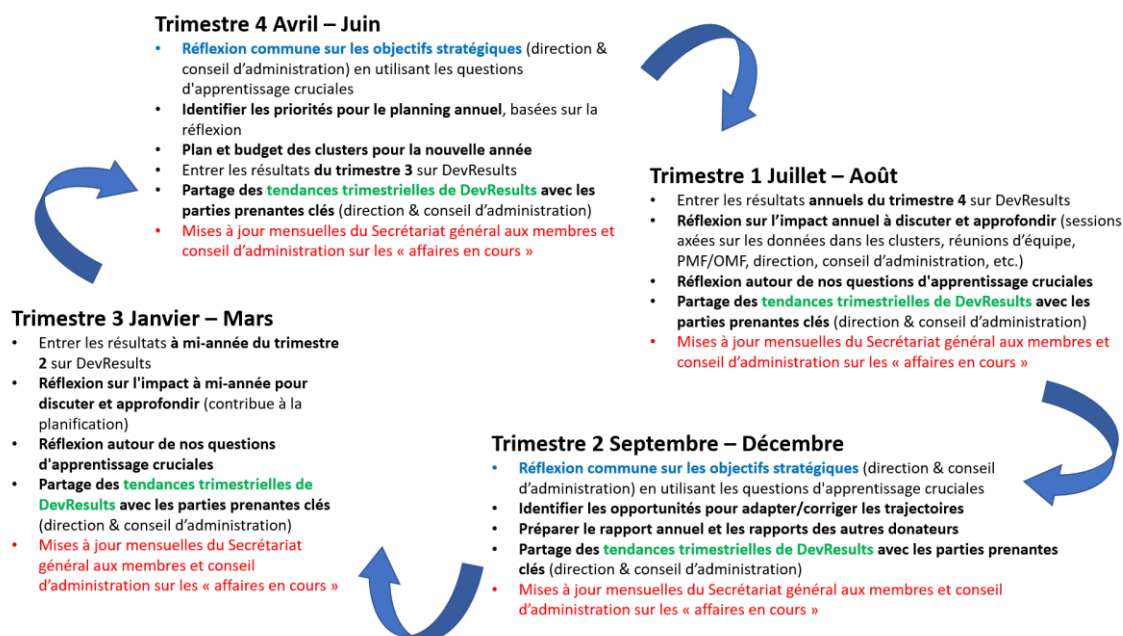 Trimestre 4 Avril – Juin
• Réflexion commune sur les objectifs stratégiques (direction &
conseil d’administration) en utilisant les questions
d'apprentissage cruciales
• Identifier les priorités pour le planning annuel, basées sur la
réflexion
• Plan et budget des clusters pour la nouvelle année
• Entrer les résultats du trimestre 3 sur DevResults
• Partage des tendances trimestrielles de DevResults avec les
parties prenantes clés (direction & conseil d’administration)
• Mises à jour mensuelles du Secrétariat général aux membres et
conseil d’administration sur les « affaires en cours »
Trimestre 1 Juillet – Août
• Entrer les résultats annuels du trimestre 4 sur DevResults
• Réflexion sur l’impact annuel à discuter et approfondir (sessions
axées sur les données dans les clusters, réunions d’équipe,
PMF/OMF, direction, conseil d’administration, etc.)
• Réflexion autour de nos questions d'apprentissage cruciales
• Partage des tendances trimestrielles de DevResults avec les
parties prenantes clés (direction & conseil d’administration)
• Mises à jour mensuelles du Secrétariat général aux membres et
conseil d’administration sur les « affaires en cours »
Trimestre 2 Septembre – Décembre
• Réflexion commune sur les objectifs stratégiques (direction & conseil
d’administration) en utilisant les questions d'apprentissage cruciales
• Identifier les opportunités pour adapter/corriger les trajectoires
• Préparer le rapport annuel et les rapports des autres donateurs
• Partage des tendances trimestrielles de DevResults avec les parties prenantes
clés (direction & conseil d’administration)
• Mises à jour mensuelles du Secrétariat général aux membres et conseil
d’administration sur les « affaires en cours »
Trimestre 3 Janvier – Mars
• Entrer les résultats à mi-année du trimestre
2 sur DevResults
• Réflexion sur l'impact à mi-année pour
discuter et approfondir (contribue à la
planification)
• Réflexion autour de nos questions
d'apprentissage cruciales
• Partage des tendances trimestrielles de
DevResults avec les parties prenantes clés
(direction & conseil d’administration)
• Mises à jour mensuelles du Secrétariat
général aux membres et conseil
d’administration sur les « affaires en cours »